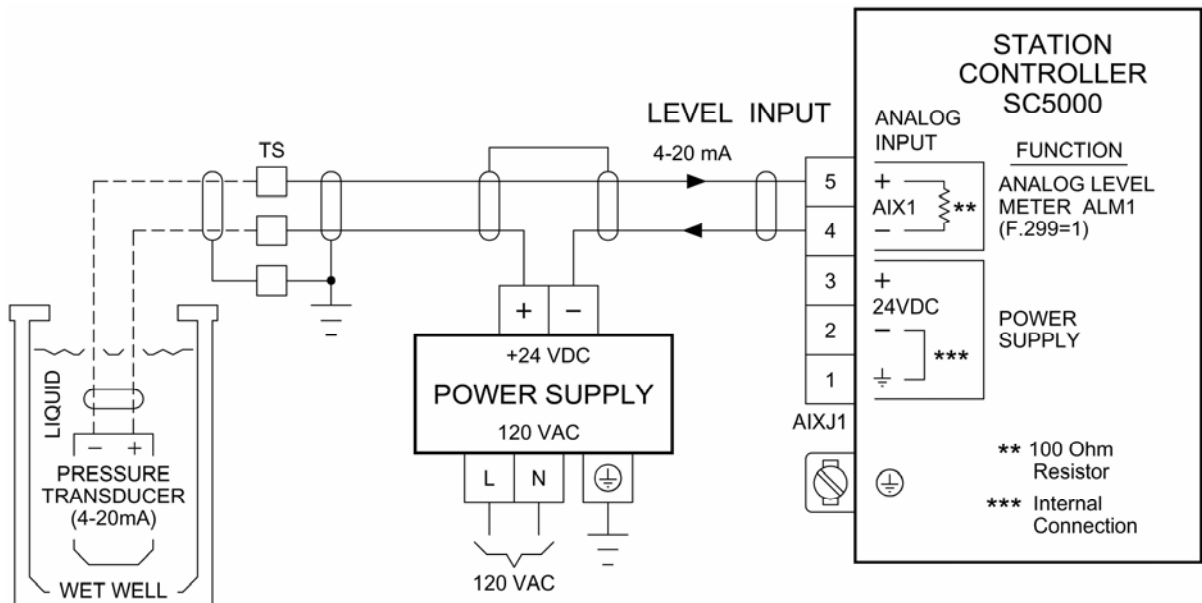 STATION
CONTROLLER
SC5000
LEVEL INPUT
4-20 mA
TS
ANALOG
INPUT
FUNCTION
5
+
AIX1
−
**
ANALOG LEVEL
METER ALM1
(F.299=1)
4
3
+
24VDC
2
−
***
1
POWER
SUPPLY
AIXJ1
** 100 Ohm
Resistor
*** Internal
Connection
+ −
+24 VDC
POWER SUPPLY
120 VAC
L N
120 VAC
LIQUID
− +
PRESSURE
TRANSDUCER
(4-20mA)
WET WELL